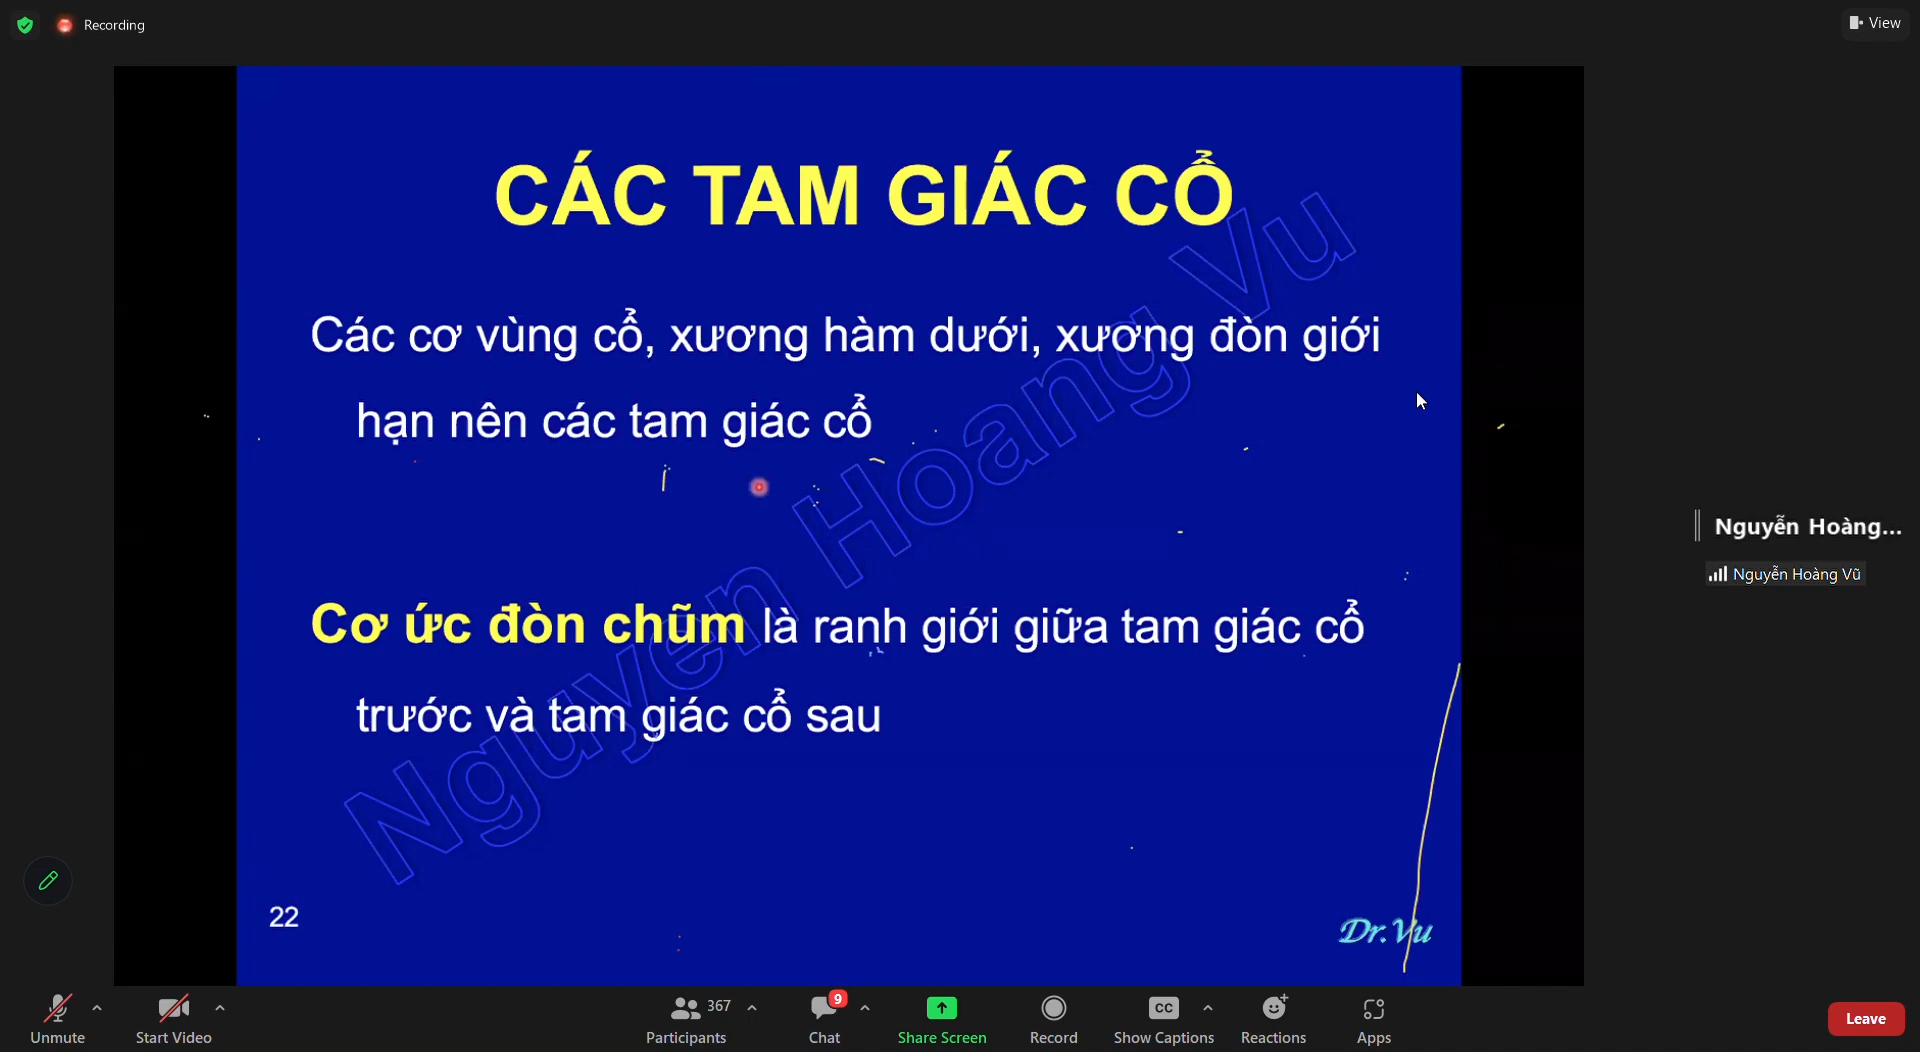 Recording
View
CÁC TAM GIÁC CỔ
Các cơ vùng cổ, xương hàm dưới, xương đòn giới
hạn nên các tam giác cổ
Cơ ức đòn chũm là ranh giới giữa tam giác cổ
trước và tam giác cổ sau
Nguyen Hoang Vu
22
Dr.Vu
Nguyễn Hoàng...
Nguyễn Hoàng Vũ
Unmute
Start Video
367
Participants
9
Chat
Share Screen
Record
CC
Show Captions
Reactions
Apps
Leave